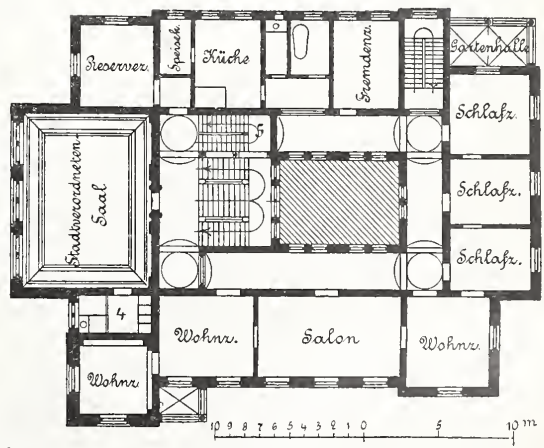 Reservez.
Speisek.
Küche
Fremdenz.
Gartenhalle
Schlafz.
5
Stadtverordneten-
Saal
Schlafz.
Schlafz.
4
Wohnz.
Salon
Wohnz.
Wohnz
10 9 8 7 6 5 4 3 2 1 0 5 10 m